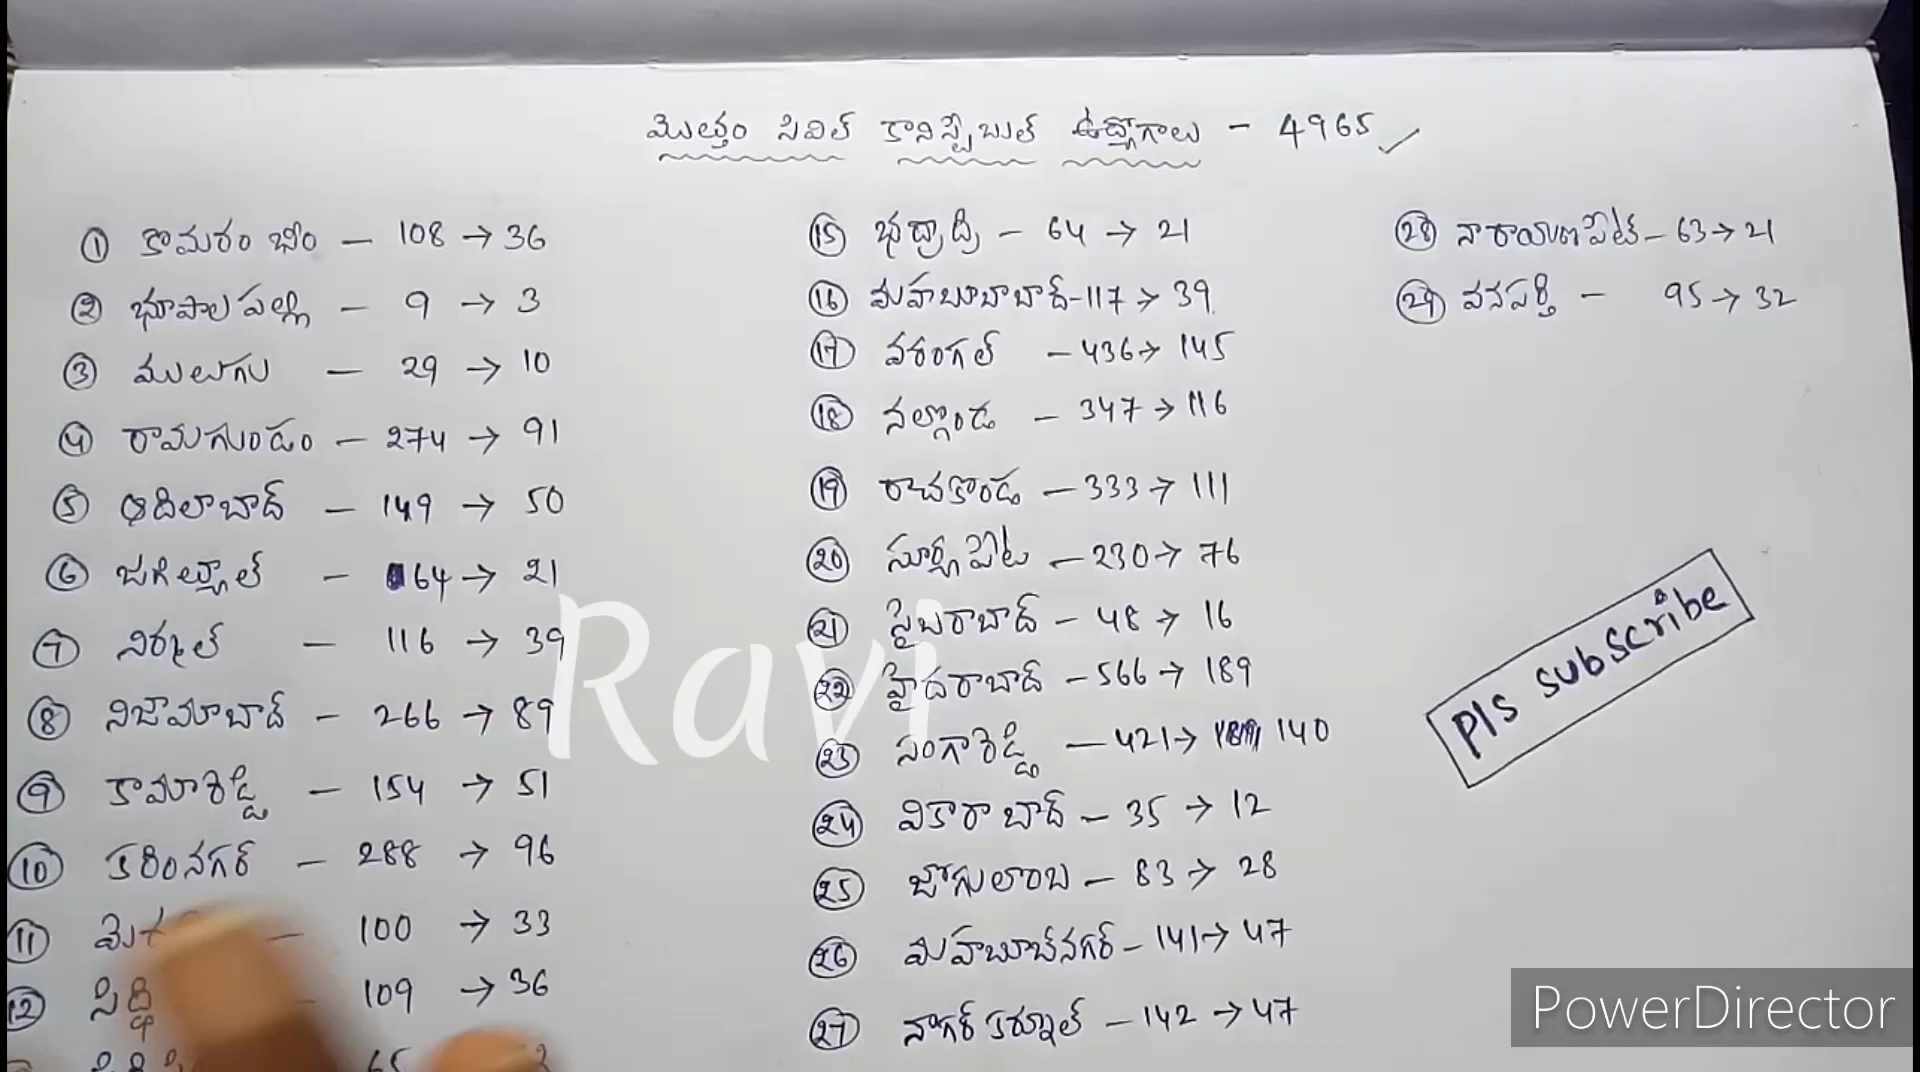 మొత్తం సివిల్ కానిస్టేబుల్ ఉద్యోగాలు - 4965
① కొమరం భీం - 108 → 36
② భూపాలపల్లి - 9 → 3
③ ములుగు - 29 → 10
④ రామగుండం - 274 → 91
⑤ ఆదిలాబాద్ - 149 → 50
⑥ జగిత్యాల్ - 64 → 21
⑦ నిర్మల్ - 116 → 39
⑧ నిజామాబాద్ - 266 → 89
⑨ కామారెడ్డి - 154 → 51
⑩ కరీంనగర్ - 288 → 96
⑪ - 100 → 33
⑫ - 109 → 36
65
⑮ భద్రాద్రి - 64 → 21
⑯ మహబూబాబాద్ - 117 → 39
⑰ వరంగల్ - 436 → 145
⑱ నల్గొండ - 347 → 116
⑲ రాచకొండ - 333 → 111
⑳ సూర్యాపేట - 230 → 76
㉑ సైబరాబాద్ - 48 → 16
㉒ హైదరాబాద్ - 566 → 189
㉓ సంగారెడ్డి - 421 → 140
㉔ వికారాబాద్ - 35 → 12
㉕ జోగులాంబ - 83 → 28
㉖ మహబూబ్‌నగర్ - 141 → 47
㉗ నాగర్ కర్నూల్ - 142 → 47
㉘ నారాయణపేట్ - 63 → 21
㉙ వనపర్తి - 95 → 32
Pls subscribe
Ravi
PowerDirector